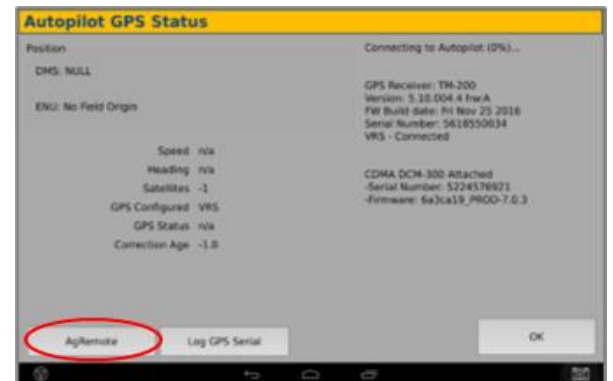 Autopilot GPS Status
Position
DMS: NULL
ENU: No Field Origin
Speed n/a
Heading n/a
Satellites -1
GPS Configured VRS
GPS Status n/a
Correction Age -1.0
Connecting to Autopilot (0%)...
GPS Receiver: TM-200
Version: 5.10.004.4 hw:A
FW Build date: Fri Nov 25 2016
Serial Number: 5618550034
VRS - Connected
CDMA DCM-300 Attached
-Serial Number: 5224576921
-Firmware: 6a3ca19_PROD-7.0.3
AgRemote
Log GPS Serial
OK